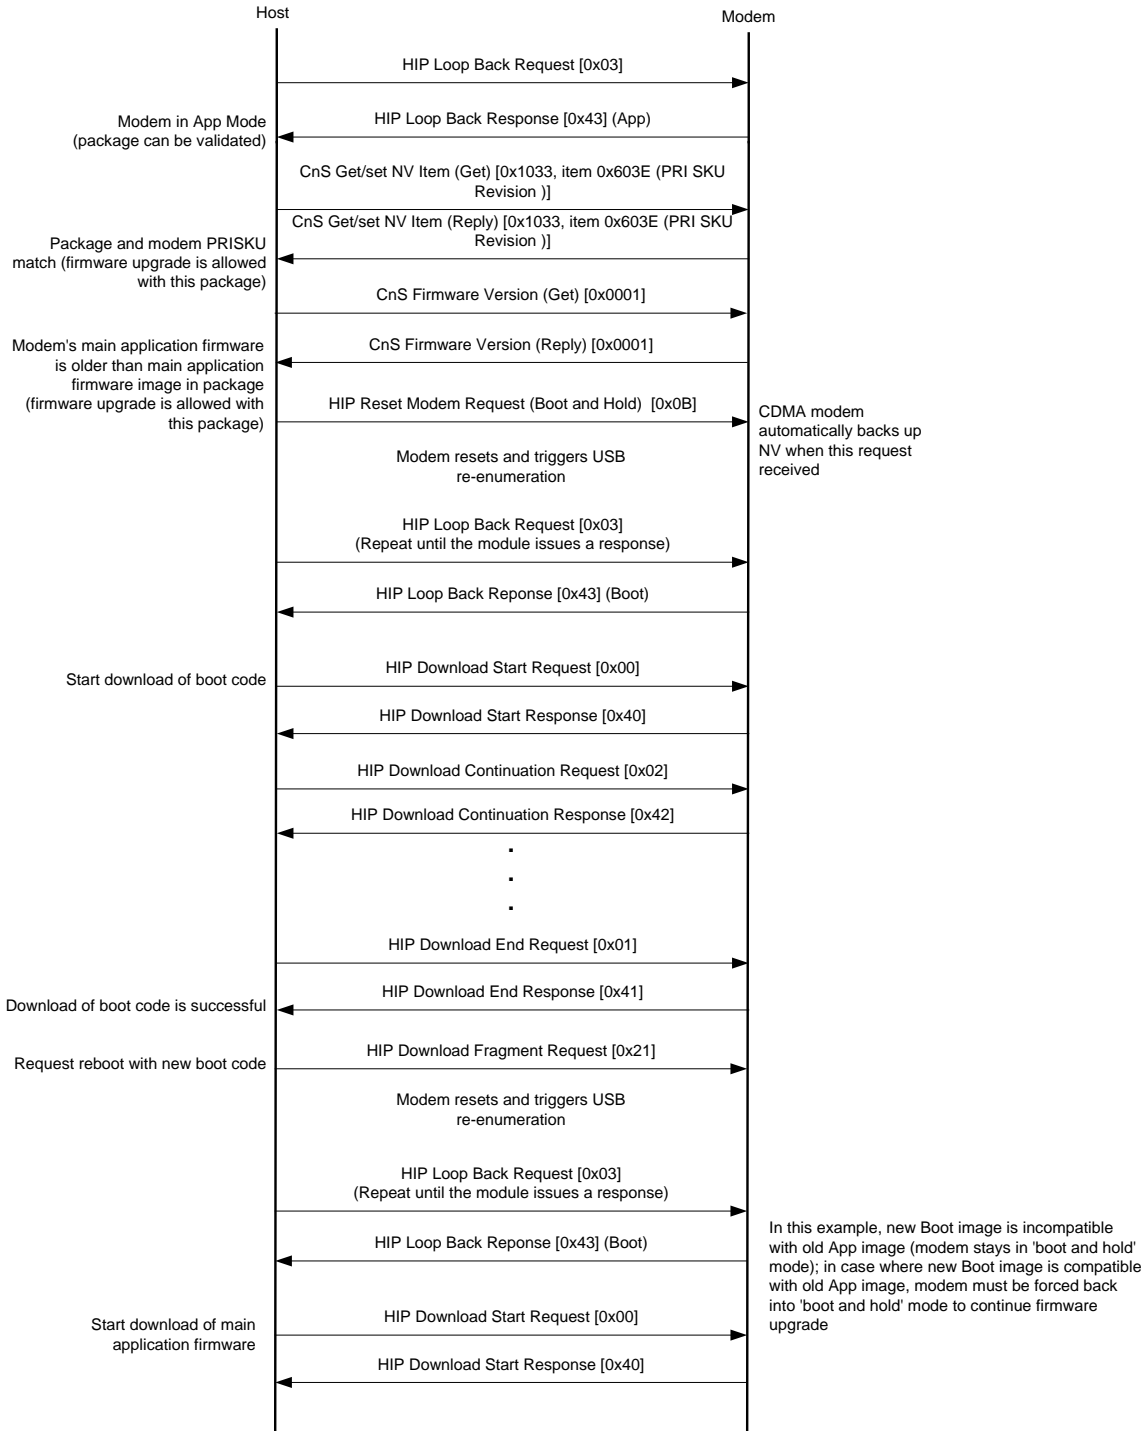 Host
Modem
HIP Loop Back Request [0x03]
HIP Loop Back Response [0x43] (App)
Modem in App Mode
(package can be validated)
CnS Get/set NV Item (Get) [0x1033, item 0x603E (PRI SKU
Revision )]
CnS Get/set NV Item (Reply) [0x1033, item 0x603E (PRI SKU
Revision )]
Package and modem PRISKU
match (firmware upgrade is allowed
with this package)
CnS Firmware Version (Get) [0x0001]
CnS Firmware Version (Reply) [0x0001]
Modem's main application firmware
is older than main application
firmware image in package
(firmware upgrade is allowed with
this package)
HIP Reset Modem Request (Boot and Hold)  [0x0B]
CDMA modem
automatically backs up
NV when this request
received
Modem resets and triggers USB
re-enumeration
HIP Loop Back Request [0x03]
(Repeat until the module issues a response)
HIP Loop Back Reponse [0x43] (Boot)
Start download of boot code
HIP Download Start Request [0x00]
HIP Download Start Response [0x40]
HIP Download Continuation Request [0x02]
HIP Download Continuation Response [0x42]
.
.
.
HIP Download End Request [0x01]
HIP Download End Response [0x41]
Download of boot code is successful
HIP Download Fragment Request [0x21]
Request reboot with new boot code
Modem resets and triggers USB
re-enumeration
HIP Loop Back Request [0x03]
(Repeat until the module issues a response)
HIP Loop Back Reponse [0x43] (Boot)
In this example, new Boot image is incompatible
with old App image (modem stays in 'boot and hold'
mode); in case where new Boot image is compatible
with old App image, modem must be forced back
into 'boot and hold' mode to continue firmware
upgrade
HIP Download Start Request [0x00]
Start download of main
application firmware
HIP Download Start Response [0x40]